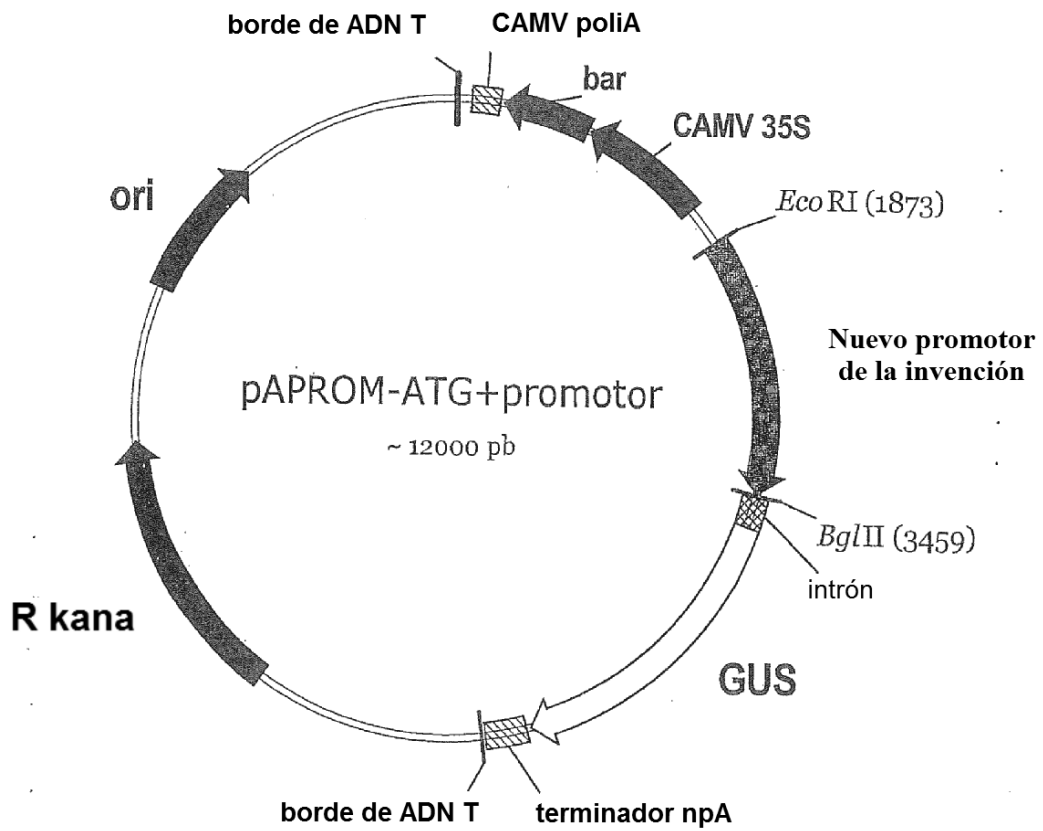 borde de ADN T
CAMV poliA
bar
CAMV 35S
ori
EcoRI (1873)
Nuevo promotor
de la invención
pAPROM-ATG+promotor
~ 12000 pb
BglII (3459)
intrón
R kana
GUS
borde de ADN T
terminador npA